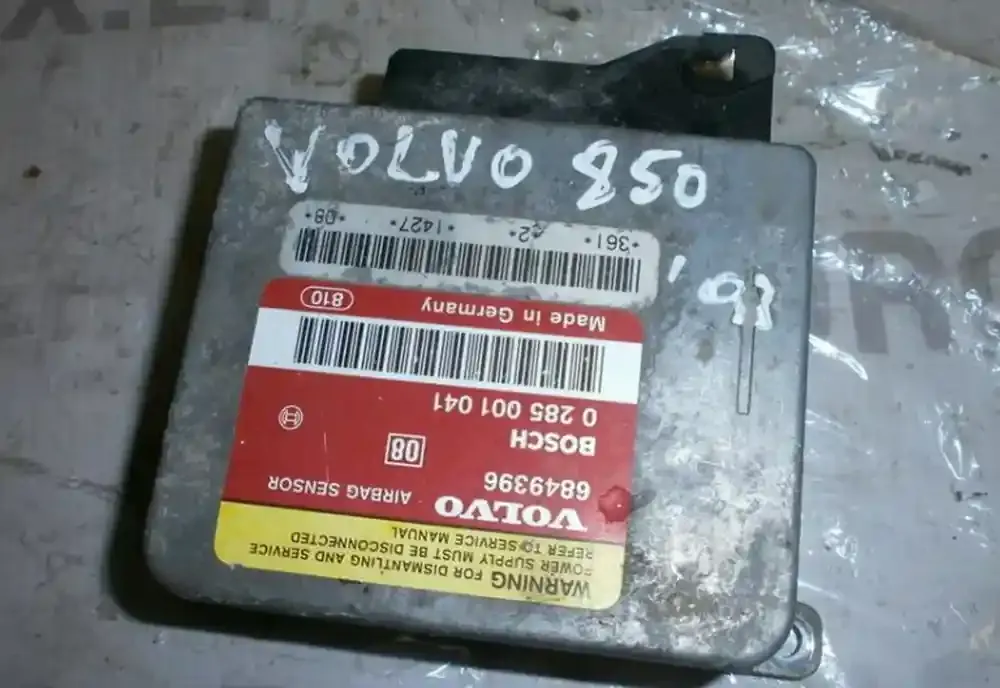 VOLVO 850
WARNING FOR DISMANTLING AND SERVICE
POWER SUPPLY MUST BE DISCONNECTED
REFER TO SERVICE MANUAL
VOLVO
6849396 AIRBAG SENSOR
BOSCH 08
0 285 001 041
Made in Germany 810
*361 *2 *1427* 08*